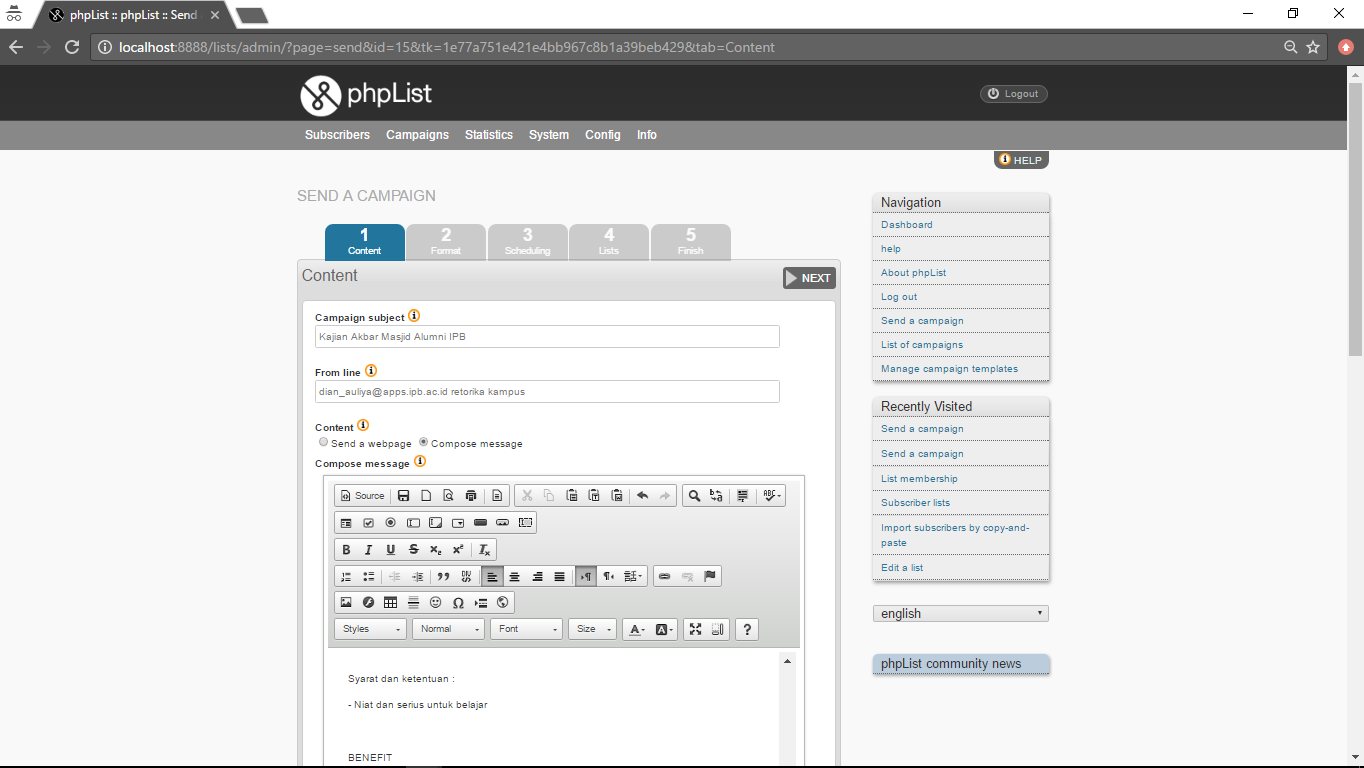 phpList :: phpList :: Send
localhost:8888/lists/admin/?page=send&id=15&tk=1e77a751e421e4bb967c8b1a39beb429&tab=Content
phpList
Logout
Subscribers Campaigns Statistics System Config Info
HELP
SEND A CAMPAIGN
1 Content
2 Format
3 Scheduling
4 Lists
5 Finish
Content
NEXT
Campaign subject
Kajian Akbar Masjid Alumni IPB
From line
dian_auliya@apps.ipb.ac.id retorika kampus
Content
Send a webpage Compose message
Compose message
Source
Styles Normal Font Size
Syarat dan ketentuan :
- Niat dan serius untuk belajar
BENEFIT
Navigation
Dashboard
help
About phpList
Log out
Send a campaign
List of campaigns
Manage campaign templates
Recently Visited
Send a campaign
Send a campaign
List membership
Subscriber lists
Import subscribers by copy-and-
paste
Edit a list
english
phpList community news